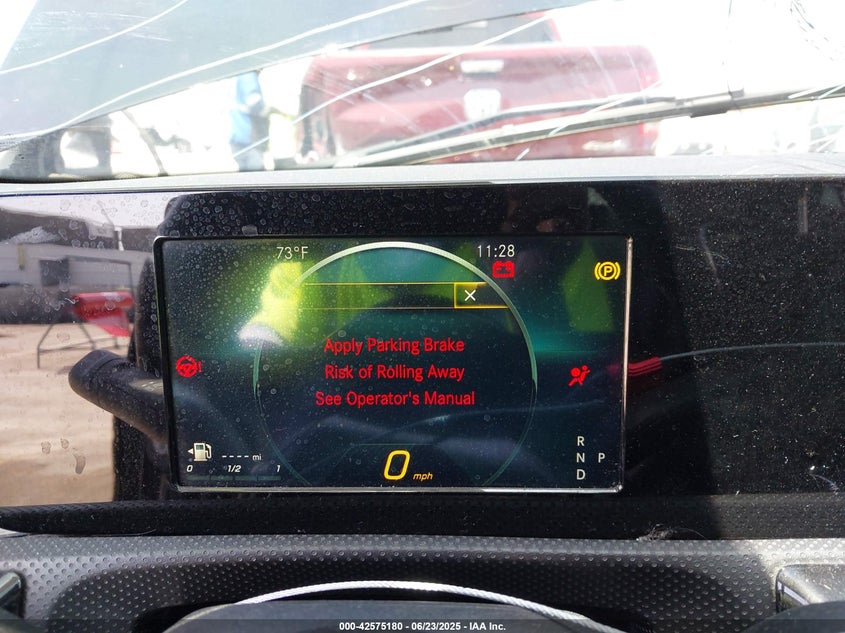 73°F
11:28
(P)
×
Apply Parking Brake
Risk of Rolling Away
See Operator's Manual
!
---- mi
0 1/2 1
0 mph
R
N P
D
000-42575180 - 06/23/2025 - IAA Inc.